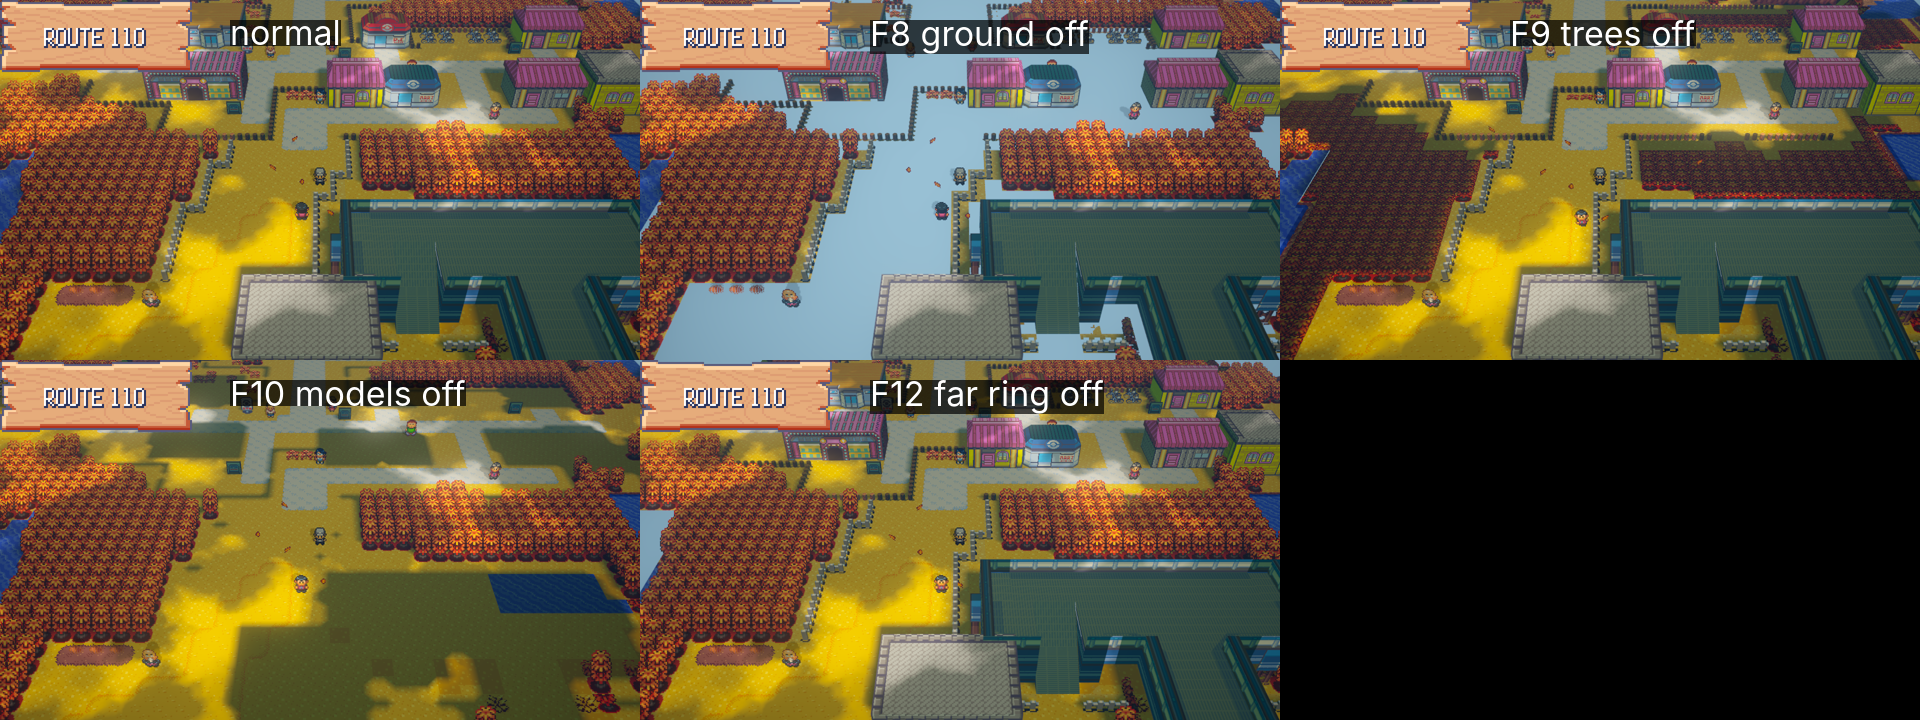 ROUTE 110
normal
ROUTE 110
F8 ground off
ROUTE 110
F9 trees off
ROUTE 110
F10 models off
ROUTE 110
F12 far ring off